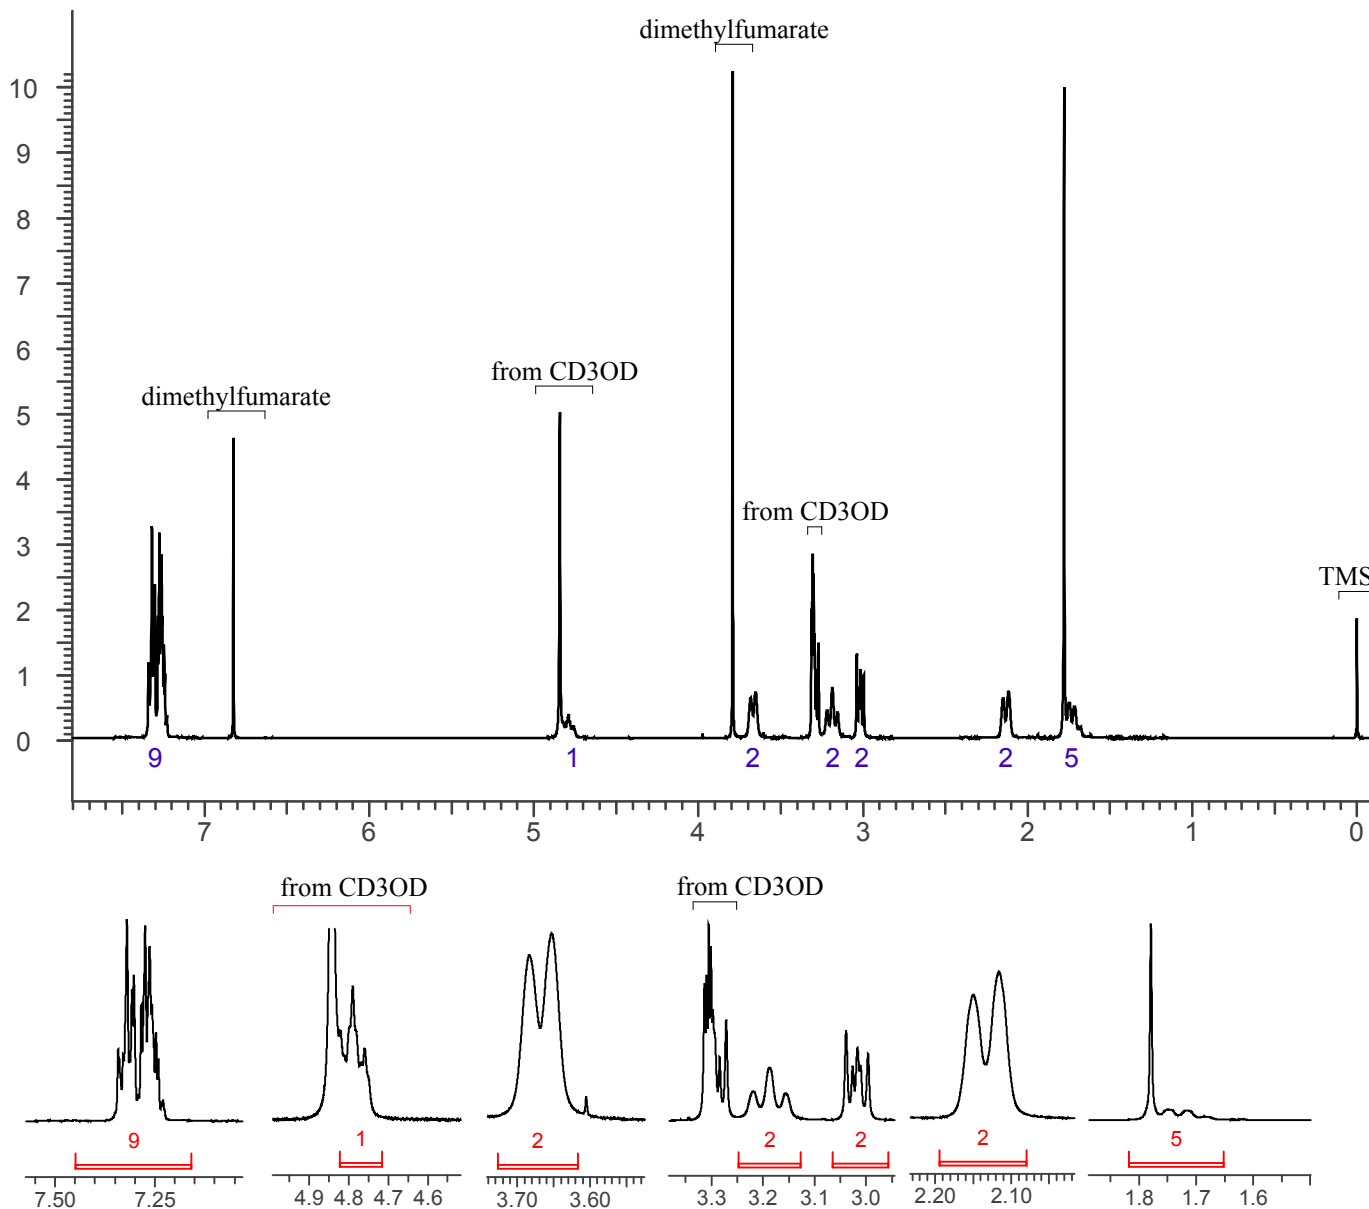 dimethylfumarate
10
9
8
7
6
from CD3OD
dimethylfumarate
5
4
from CD3OD
3
TMS
2
1
0
9 1 2 2 2 2 5
7 6 5 4 3 2 1 0
from CD3OD from CD3OD
9 1 2 2 2 2 5
7.50 7.25 4.9 4.8 4.7 4.6 3.70 3.60 3.3 3.2 3.1 3.0 2.20 2.10 1.8 1.7 1.6